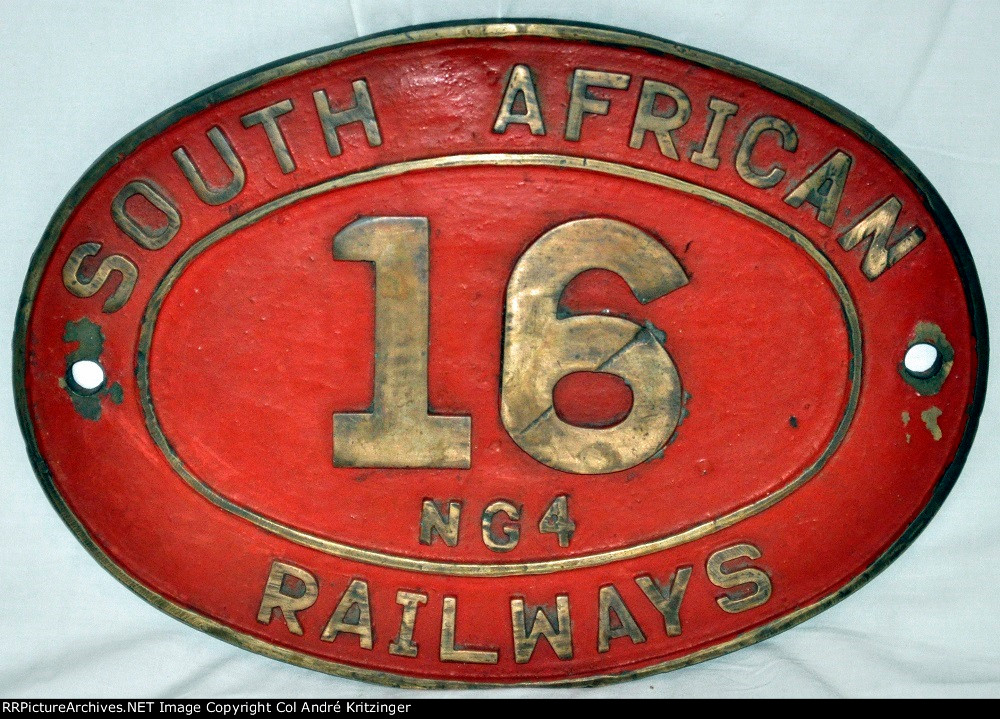 SOUTH AFRICAN
16
NG4
RAILWAYS
RRPictureArchives.NET Image Copyright Col André Kritzinger